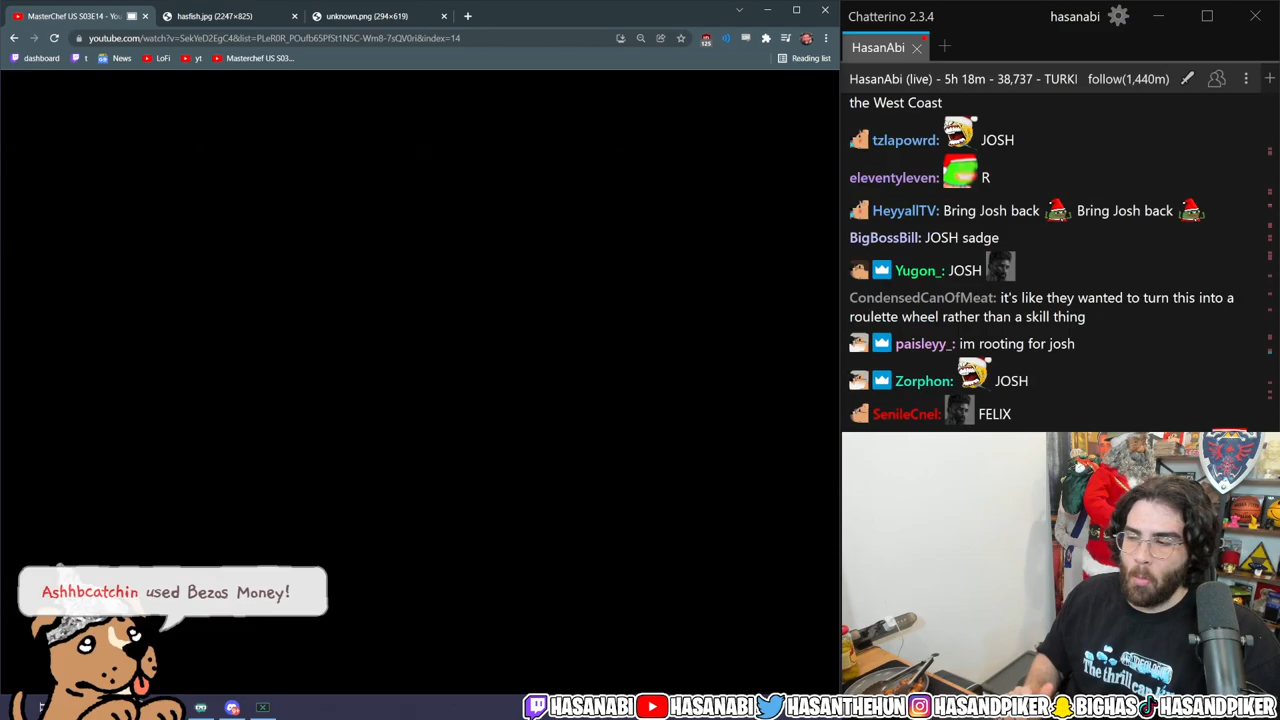 MasterChef US S03E14 - You
hasfish.jpg (2247×825)
unknown.png (294×619)
youtube.com/watch?v=SekYeD2EgC4&list=PLeR0R_POufb65PfSt1N5C-Wm8-7sQV0ri&index=14
125
dashboard
t
News
LoFi
yt
Masterchef US S03...
Reading list
Chatterino 2.3.4
hasanabi
HasanAbi
HasanAbi (live) - 5h 18m - 38,737 - TURKI
follow(1,440m)
the West Coast
tzlapowrd: JOSH
eleventyleven: R
HeyyallTV: Bring Josh back Bring Josh back
BigBossBill: JOSH sadge
Yugon_: JOSH
CondensedCanOfMeat: it's like they wanted to turn this into a
roulette wheel rather than a skill thing
paisleyy_: im rooting for josh
Zorphon: JOSH
SenileCnel: FELIX
Ashhbcatchin used Bezos Money!
The thrill
HASANABI
HASANABI
HASANTHEHUN
HASANDPIKER
BIGHAS
HASANDPIKER